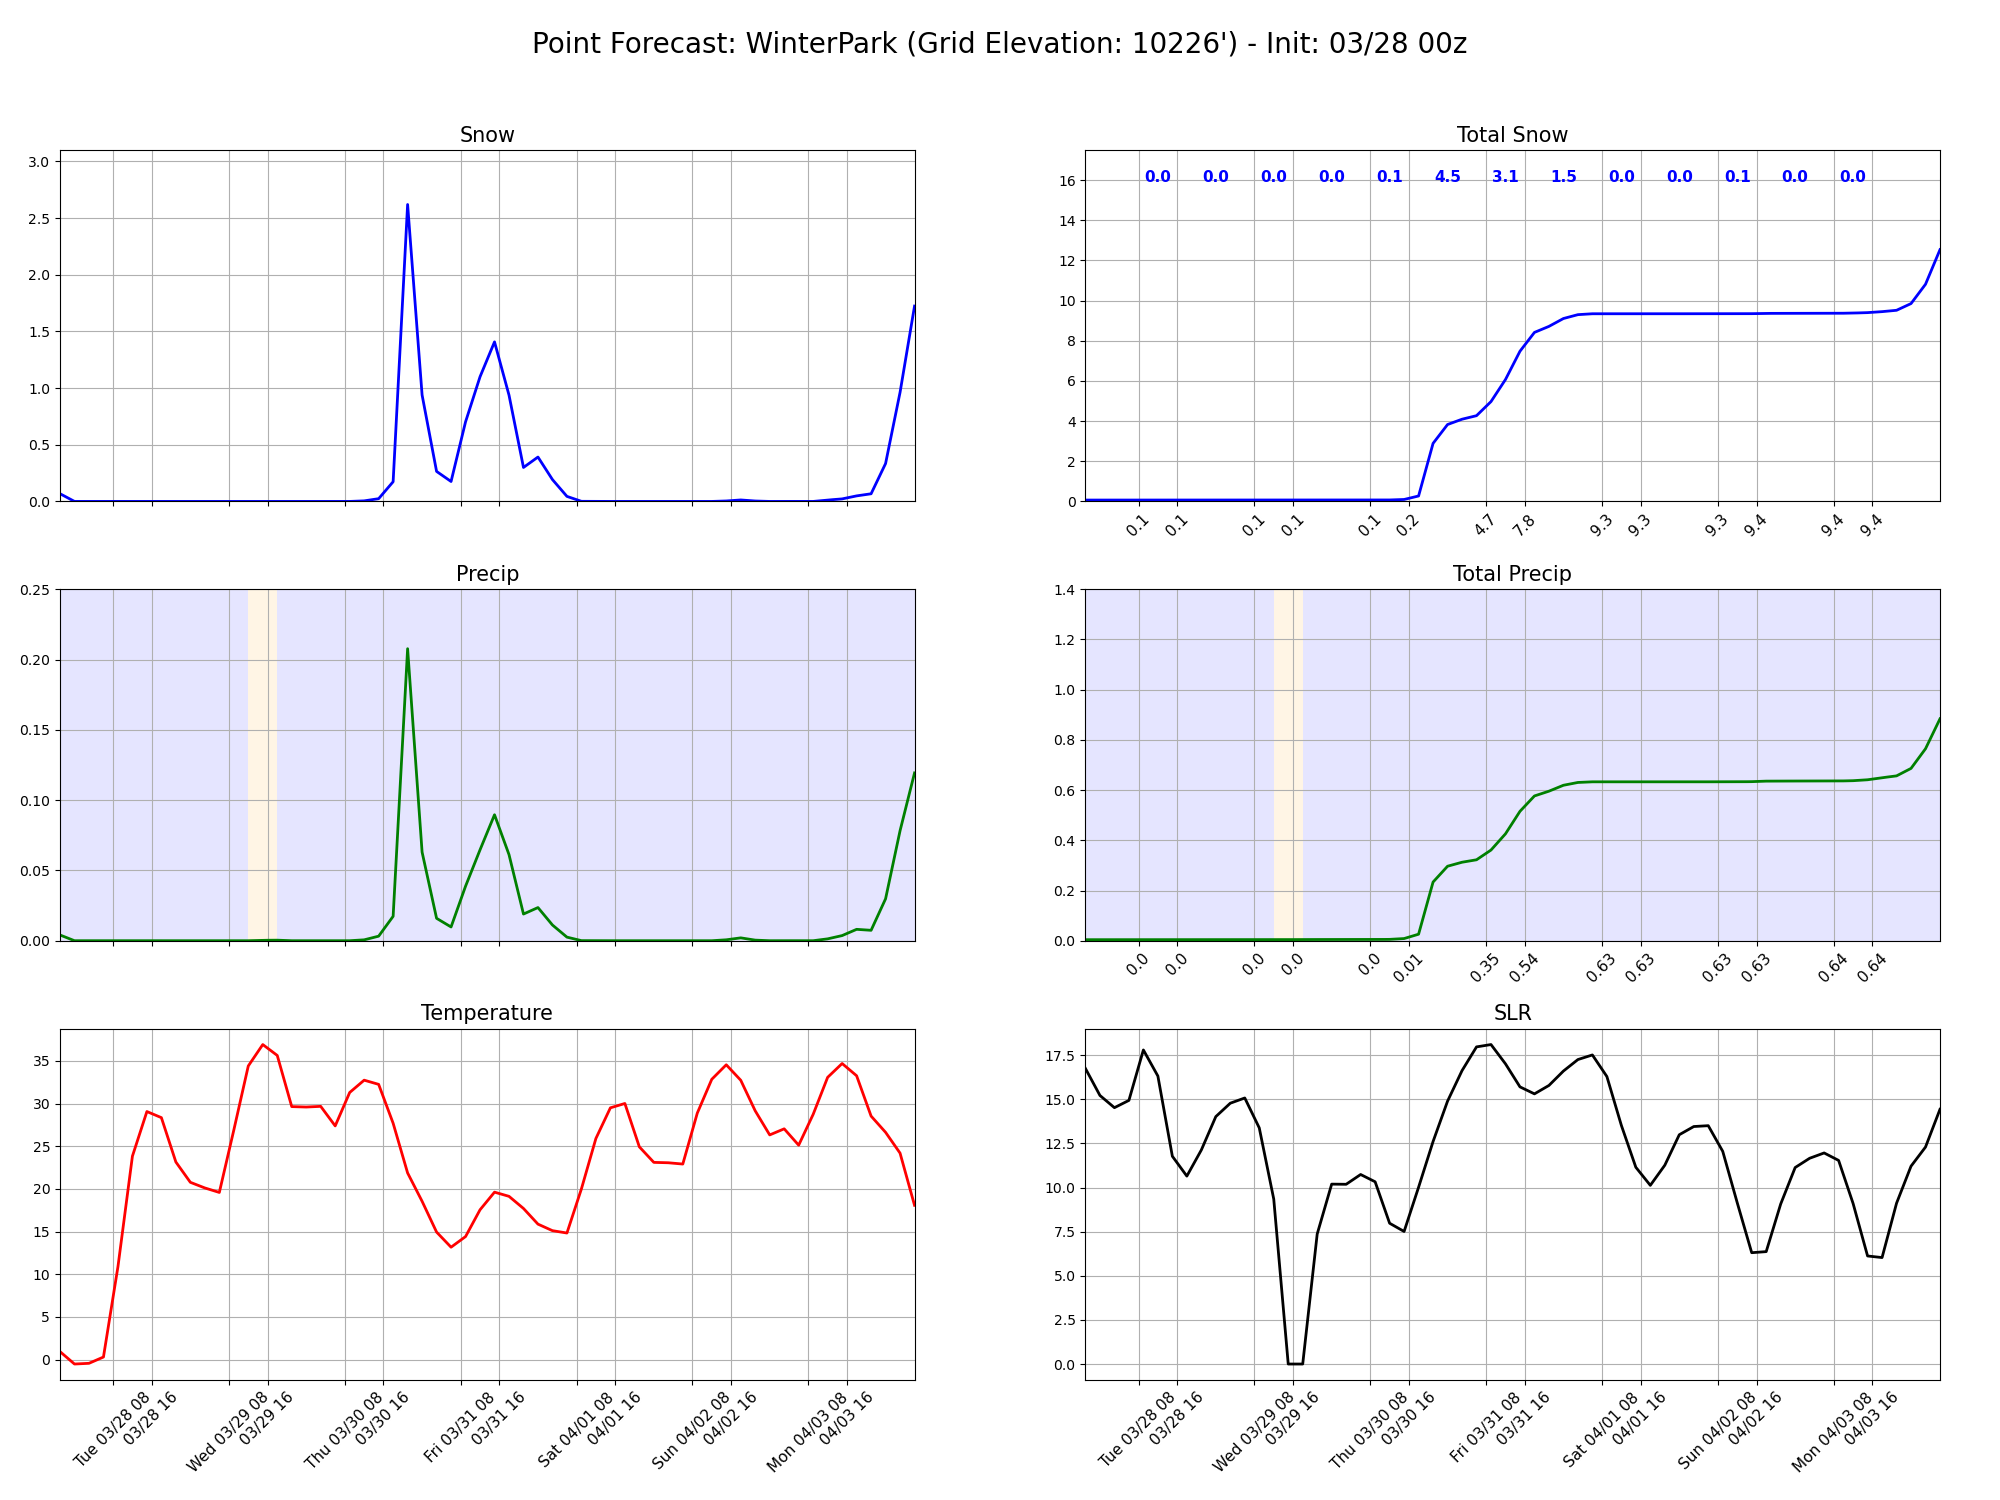 Point Forecast: WinterPark (Grid Elevation: 10226') - Init: 03/28 00z
Snow
3.0
2.5
2.0
1.5
1.0
0.5
0.0
Total Snow
0.0 0.0 0.0 0.0 0.1 4.5 3.1 1.5 0.0 0.0 0.1 0.0 0.0
16
14
12
10
8
6
4
2
0
0.1 0.1 0.1 0.1 0.1 0.2 4.7 7.8 9.3 9.3 9.3 9.4 9.4 9.4
Precip
0.25
0.20
0.15
0.10
0.05
0.00
Total Precip
1.4
1.2
1.0
0.8
0.6
0.4
0.2
0.0
0.0 0.0 0.0 0.0 0.0 0.01 0.35 0.54 0.63 0.63 0.63 0.63 0.64 0.64
Temperature
35
30
25
20
15
10
5
0
Tue 03/28 08
03/28 16
Wed 03/29 08
03/29 16
Thu 03/30 08
03/30 16
Fri 03/31 08
03/31 16
Sat 04/01 08
04/01 16
Sun 04/02 08
04/02 16
Mon 04/03 08
04/03 16
SLR
17.5
15.0
12.5
10.0
7.5
5.0
2.5
0.0
Tue 03/28 08
03/28 16
Wed 03/29 08
03/29 16
Thu 03/30 08
03/30 16
Fri 03/31 08
03/31 16
Sat 04/01 08
04/01 16
Sun 04/02 08
04/02 16
Mon 04/03 08
04/03 16